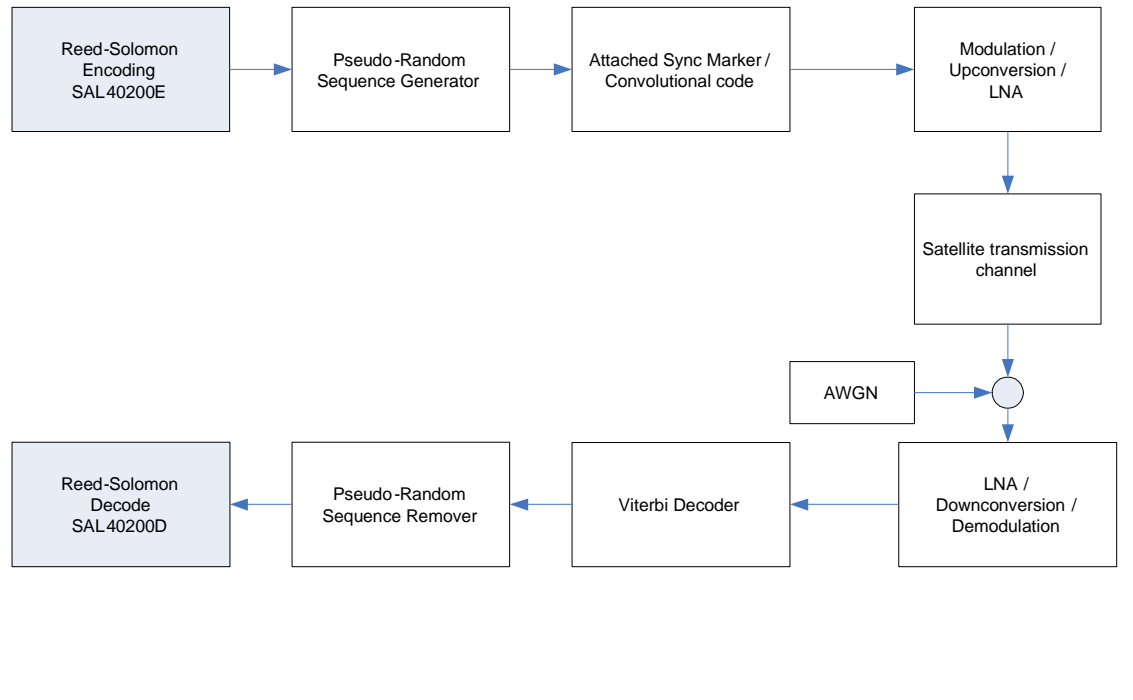 Reed-Solomon
Encoding
SAL40200E
Pseudo-Random
Sequence Generator
Attached Sync Marker /
Convolutional code
Modulation /
Upconversion /
LNA
Satellite transmission
channel
AWGN
Reed-Solomon
Decode
SAL40200D
Pseudo-Random
Sequence Remover
Viterbi Decoder
LNA /
Downconversion /
Demodulation